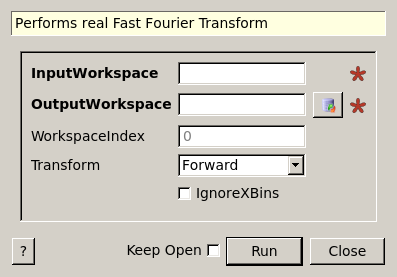 Performs real Fast Fourier Transform
InputWorkspace
OutputWorkspace
WorkspaceIndex 0
Transform Forward
IgnoreXBins
? Keep Open Run Close